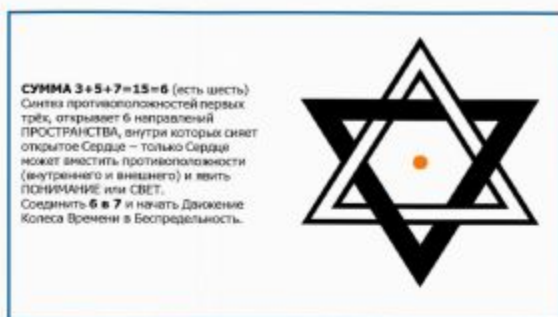 СУММА 3+5+7=15=6 (есть шесть)
Синтез противоположностей первых
трёх, открывает 6 направлений
ПРОСТРАНСТВА, внутри которых сияет
открытое Сердце – только Сердце
может вместить противоположности
(внутреннего и внешнего) и явить
ПОНИМАНИЕ или СВЕТ.
Соединить 6 в 7 и начать Движение
Колеса Времени в Беспредельность.